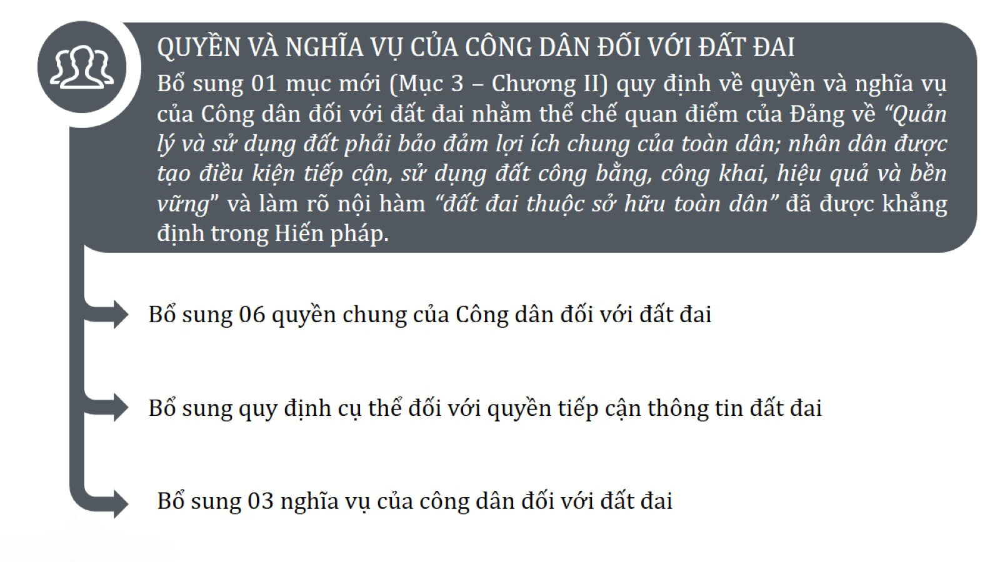 QUYỀN VÀ NGHĨA VỤ CỦA CÔNG DÂN ĐỐI VỚI ĐẤT ĐAI
Bổ sung 01 mục mới (Mục 3 – Chương II) quy định về quyền và nghĩa vụ
của Công dân đối với đất đai nhằm thể chế quan điểm của Đảng về “Quản
lý và sử dụng đất phải bảo đảm lợi ích chung của toàn dân; nhân dân được
tạo điều kiện tiếp cận, sử dụng đất công bằng, công khai, hiệu quả và bền
vững” và làm rõ nội hàm “đất đai thuộc sở hữu toàn dân” đã được khẳng
định trong Hiến pháp.
Bổ sung 06 quyền chung của Công dân đối với đất đai
Bổ sung quy định cụ thể đối với quyền tiếp cận thông tin đất đai
Bổ sung 03 nghĩa vụ của công dân đối với đất đai